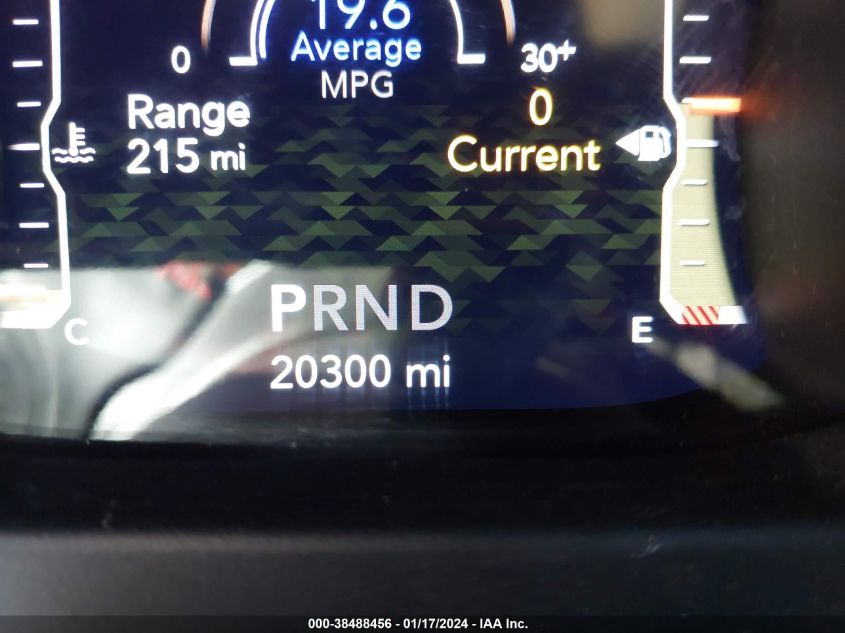 19.6
Average
MPG
0
30+
Range
215 mi
0
Current
PRND
C
E
20300 mi
000-38488456 - 01/17/2024 - IAA Inc.